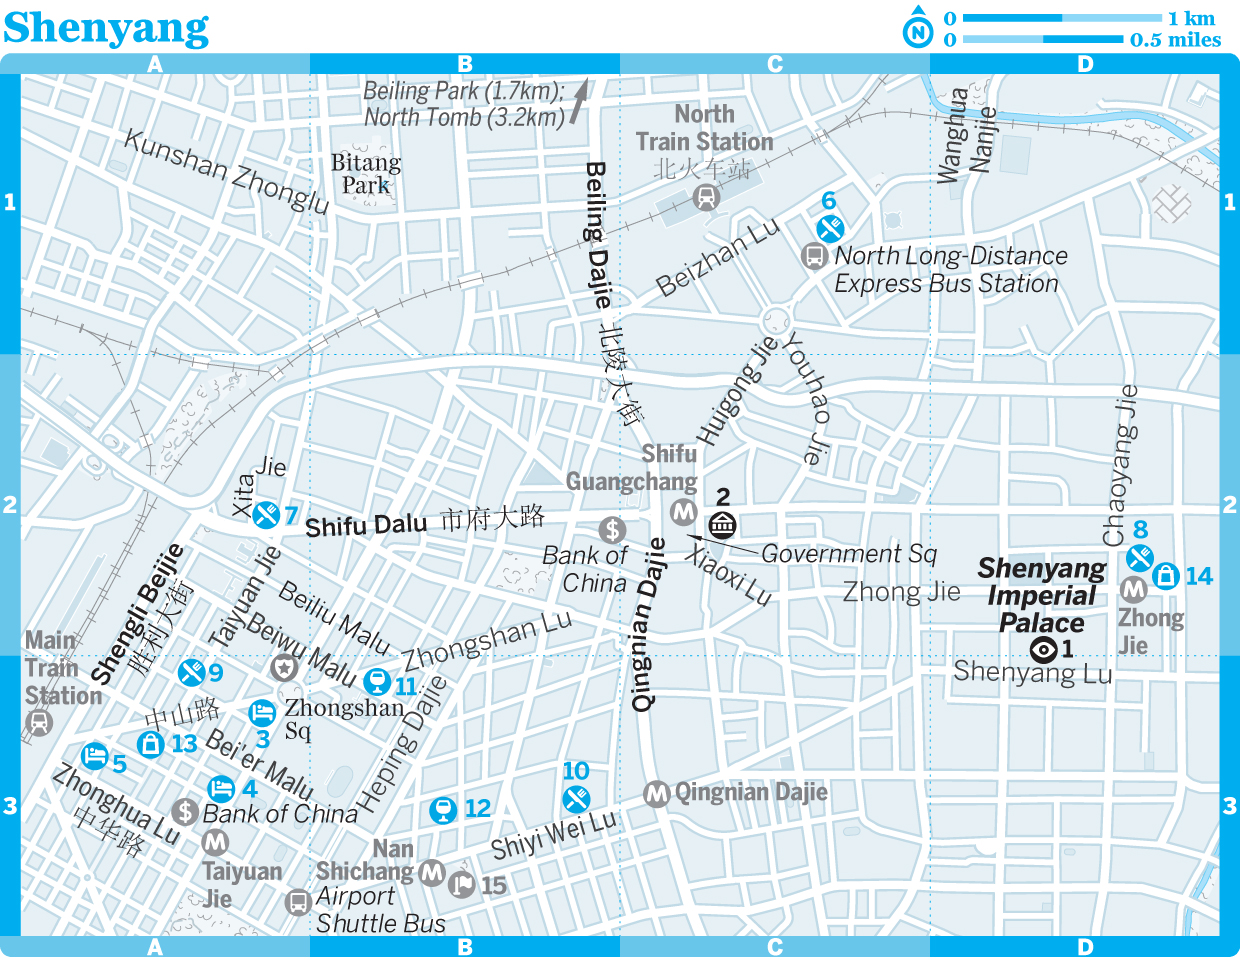 Shenyang
N
0 1 km
0 0.5 miles
A B C D
Beiling Park (1.7km);
North Tomb (3.2km)
North
Train Station
北火车站
Wanghua
Nanjie
Kunshan Zhonglu
Bitang
Park
1
1
Beiling Dajie
北陵大街
6
Beizhan Lu
North Long-Distance
Express Bus Station
Huigong Jie
Youhao Jie
Chaoyang Jie
Shifu
Guangchang
M
Xita Jie
7
2
2
2
Shifu Dalu 市府大路
$
Bank of
China
Government Sq
Xiaoxi Lu
Qingnian Dajie
Zhong Jie
8
14
Shenyang
Imperial
Palace
1
M
Zhong
Jie
Shenyang Lu
Shengli Beijie
胜利大街
Taiyuan Jie
Beiliu Malu
Beiwu Malu
Zhongshan Lu
Main
Train
Station
9
11
中山路
3
Zhongshan
Sq
Heping Dajie
13
5
Bei'er Malu
4
10
M Qingnian Dajie
3
3
Zhonghua Lu
中华路
$ Bank of China
12
Shiyi Wei Lu
M
Taiyuan
Jie
Nan
Shichang
M
15
Airport
Shuttle Bus
A B C D